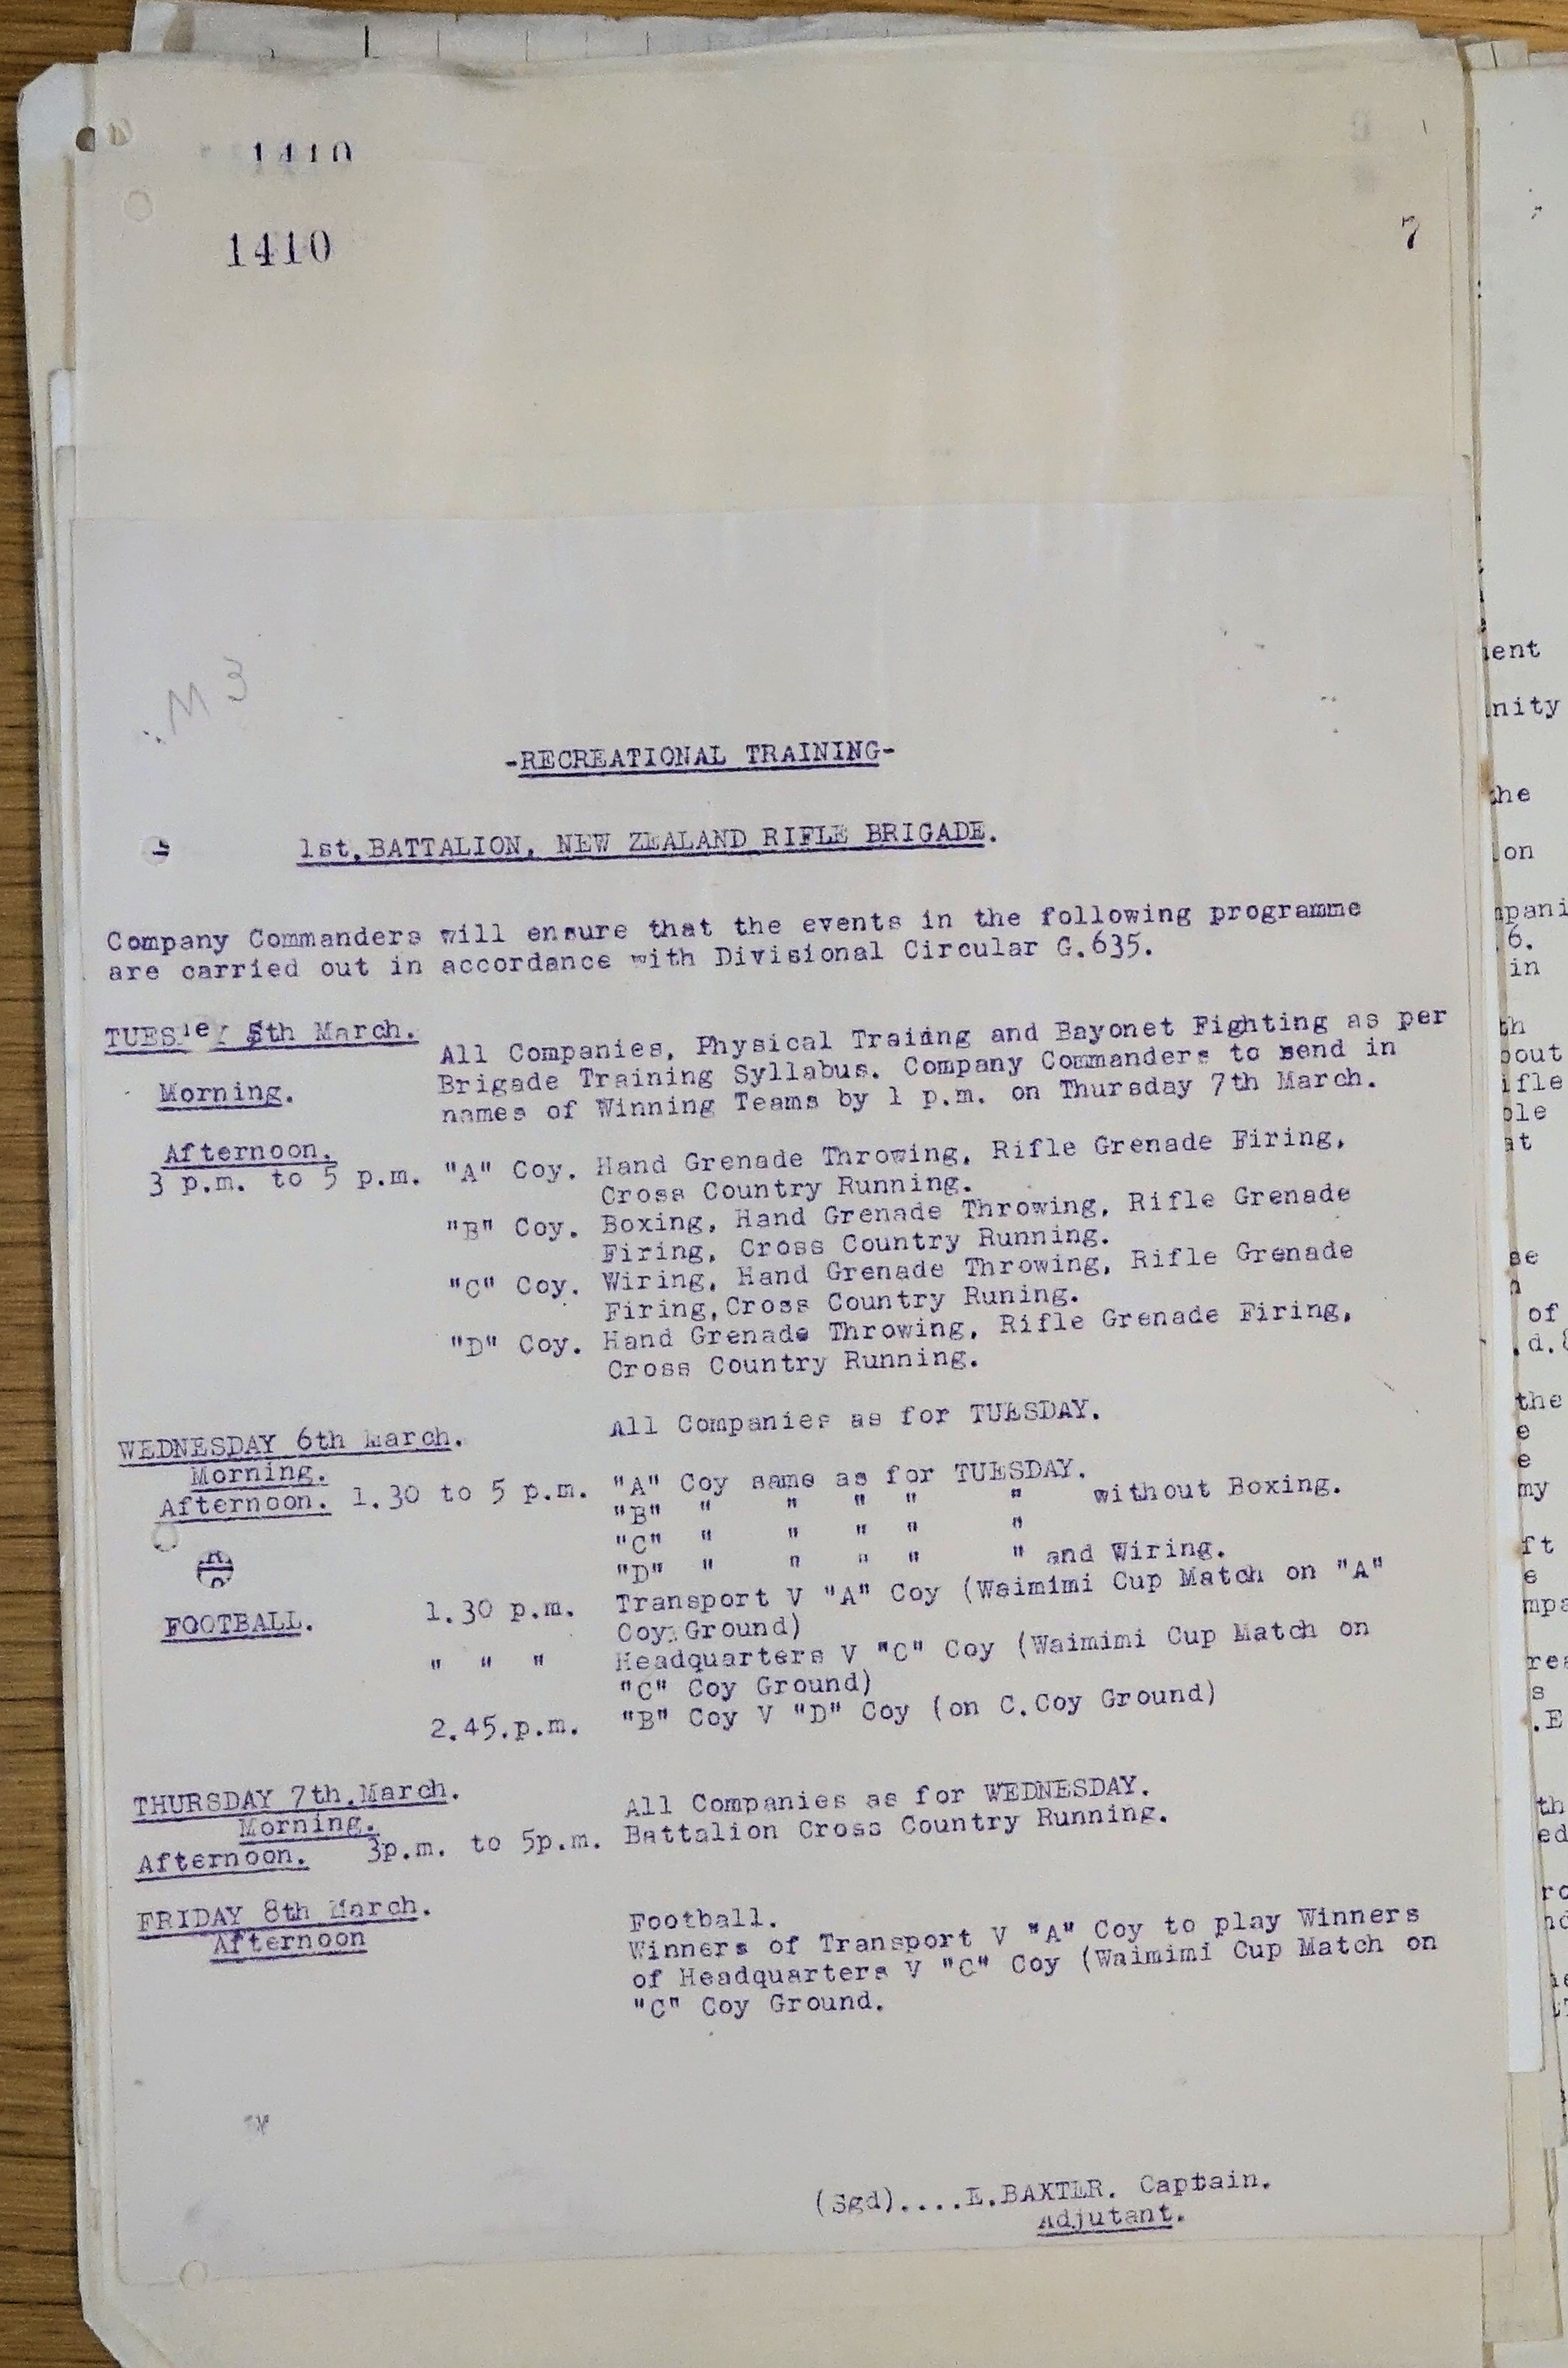 1410
1410
7
M 3
-RECREATIONAL TRAINING-
1st.BATTALION, NEW ZEALAND RIFLE BRIGADE.
Company Commanders will ensure that the events in the following programme
are carried out in accordance with Divisional Circular G.635.
5th March.
All Companies, Physical Traiing and Bayonet Fighting as per
Morning.
Brigade Training Syllabus. Company Commanders to send in
names of Winning Teams by 1 p.m. on Thursday 7th March.
Afternoon.
3 p.m. to 5 p.m. "A" Coy. Hand Grenade Throwing, Rifle Grenade Firing,
Cross Country Running.
"B" Coy. Boxing, Hand Grenade Throwing, Rifle Grenade
Firing, Cross Country Running.
"C" Coy. Wiring, Hand Grenade Throwing, Rifle Grenade
Firing,Cross Country Runing.
"D" Coy. Hand Grenade Throwing, Rifle Grenade Firing,
Cross Country Running.
WEDNESDAY 6th March. All Companies as for TUESDAY.
Morning.
Afternoon. 1.30 to 5 p.m. "A" Coy same as for TUESDAY.
"B" " " " " " without Boxing.
"C" " " " " "
"D" " " " " " and Wiring.
FOOTBALL. 1.30 p.m. Transport V "A" Coy (Waimimi Cup Match on "A"
Coy Ground)
" " " Headquarters V "C" Coy (Waimimi Cup Match on
"C" Coy Ground)
2.45.p.m. "B" Coy V "D" Coy (on C.Coy Ground)
THURSDAY 7th.March. All Companies as for WEDNESDAY.
Morning.
Afternoon. 3p.m. to 5p.m. Battalion Cross Country Running.
FRIDAY 8th March. Football.
Afternoon
Winners of Transport V "A" Coy to play Winners
of Headquarters V "C" Coy (Waimimi Cup Match on
"C" Coy Ground.
(Sgd)....E.BAXTER. Captain.
Adjutant.